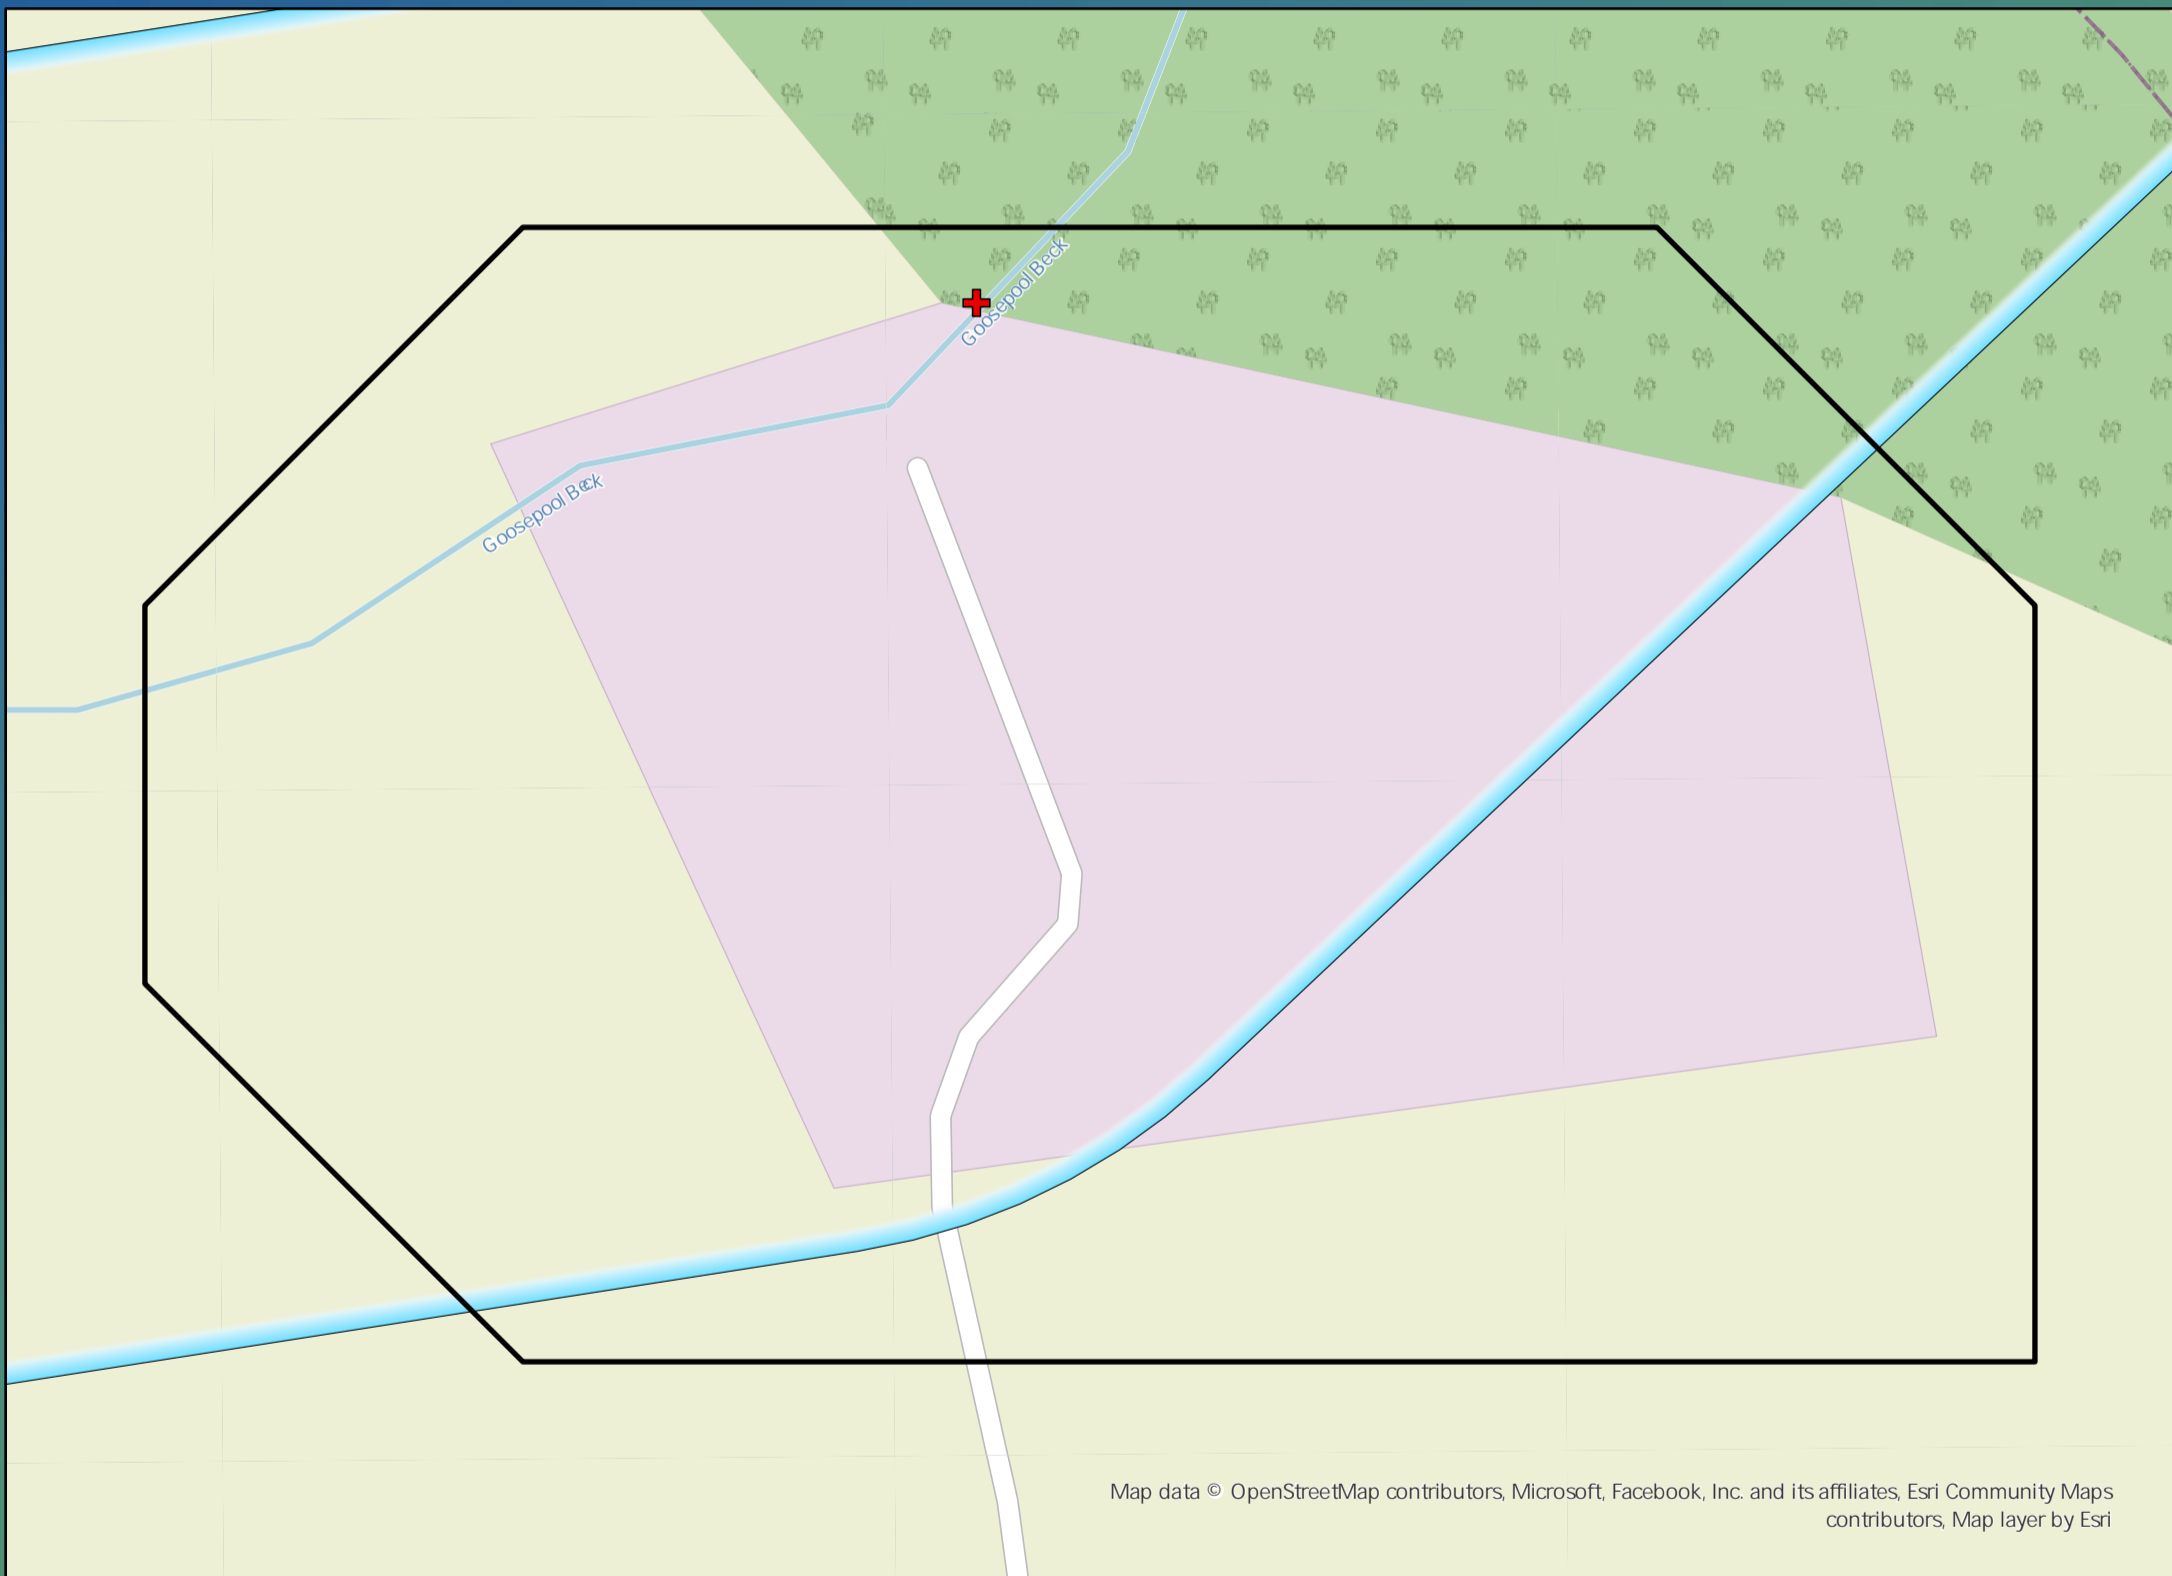 Goosepool Beck
Goosepool Beck
Map data © OpenStreetMap contributors, Microsoft, Facebook, Inc. and its affiliates, Esri Community Maps
contributors, Map layer by Esri